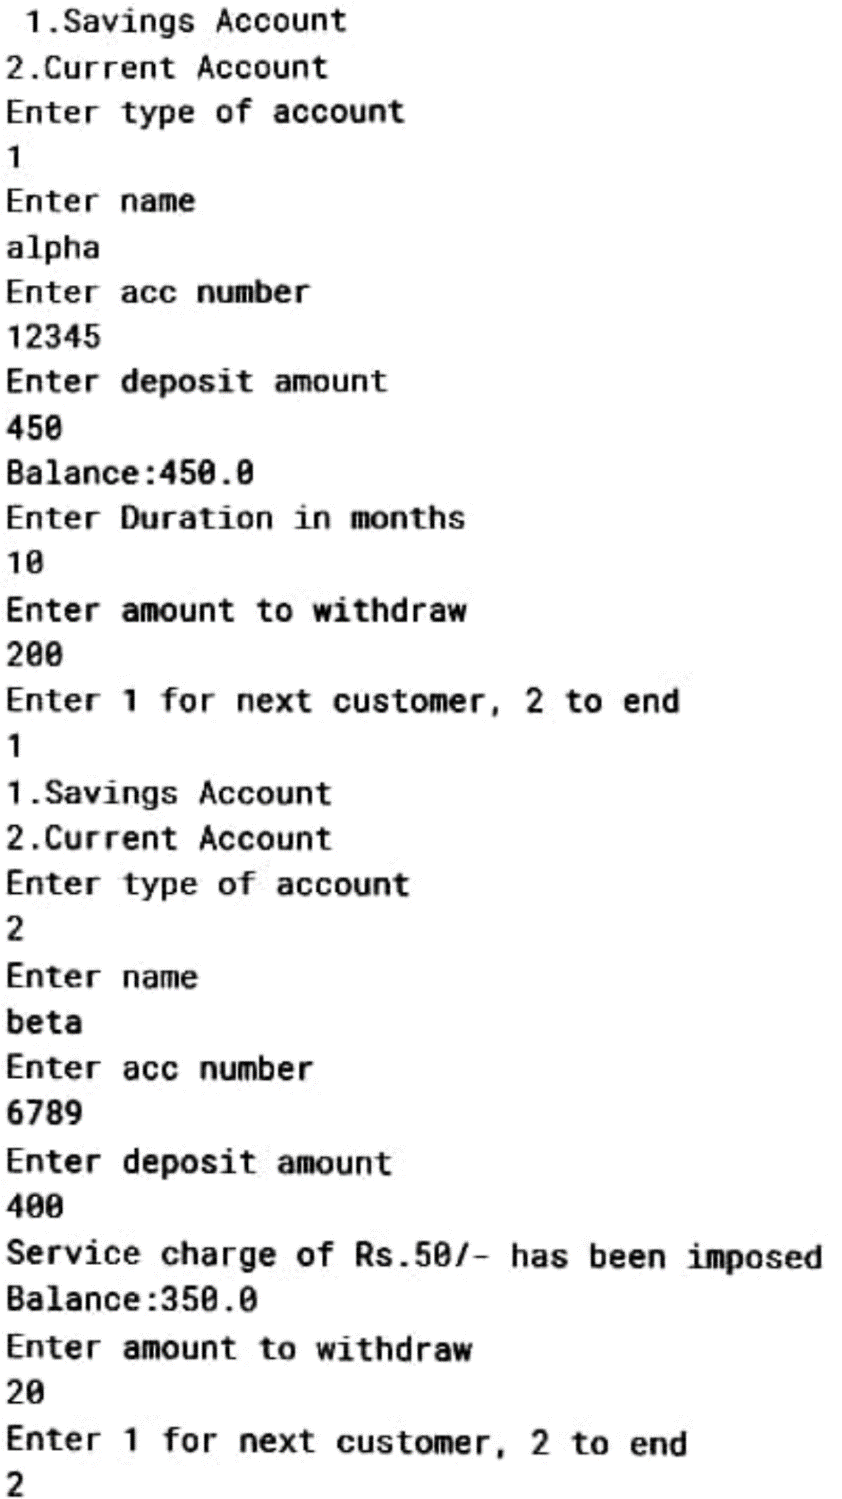 1.Savings Account
2.Current Account
Enter type of account
1
Enter name
alpha
Enter acc number
12345
Enter deposit amount
450
Balance:450.0
Enter Duration in months
10
Enter amount to withdraw
200
Enter 1 for next customer, 2 to end
1
1.Savings Account
2.Current Account
Enter type of account
2
Enter name
beta
Enter acc number
6789
Enter deposit amount
400
Service charge of Rs.50/- has been imposed
Balance:350.0
Enter amount to withdraw
20
Enter 1 for next customer, 2 to end
2